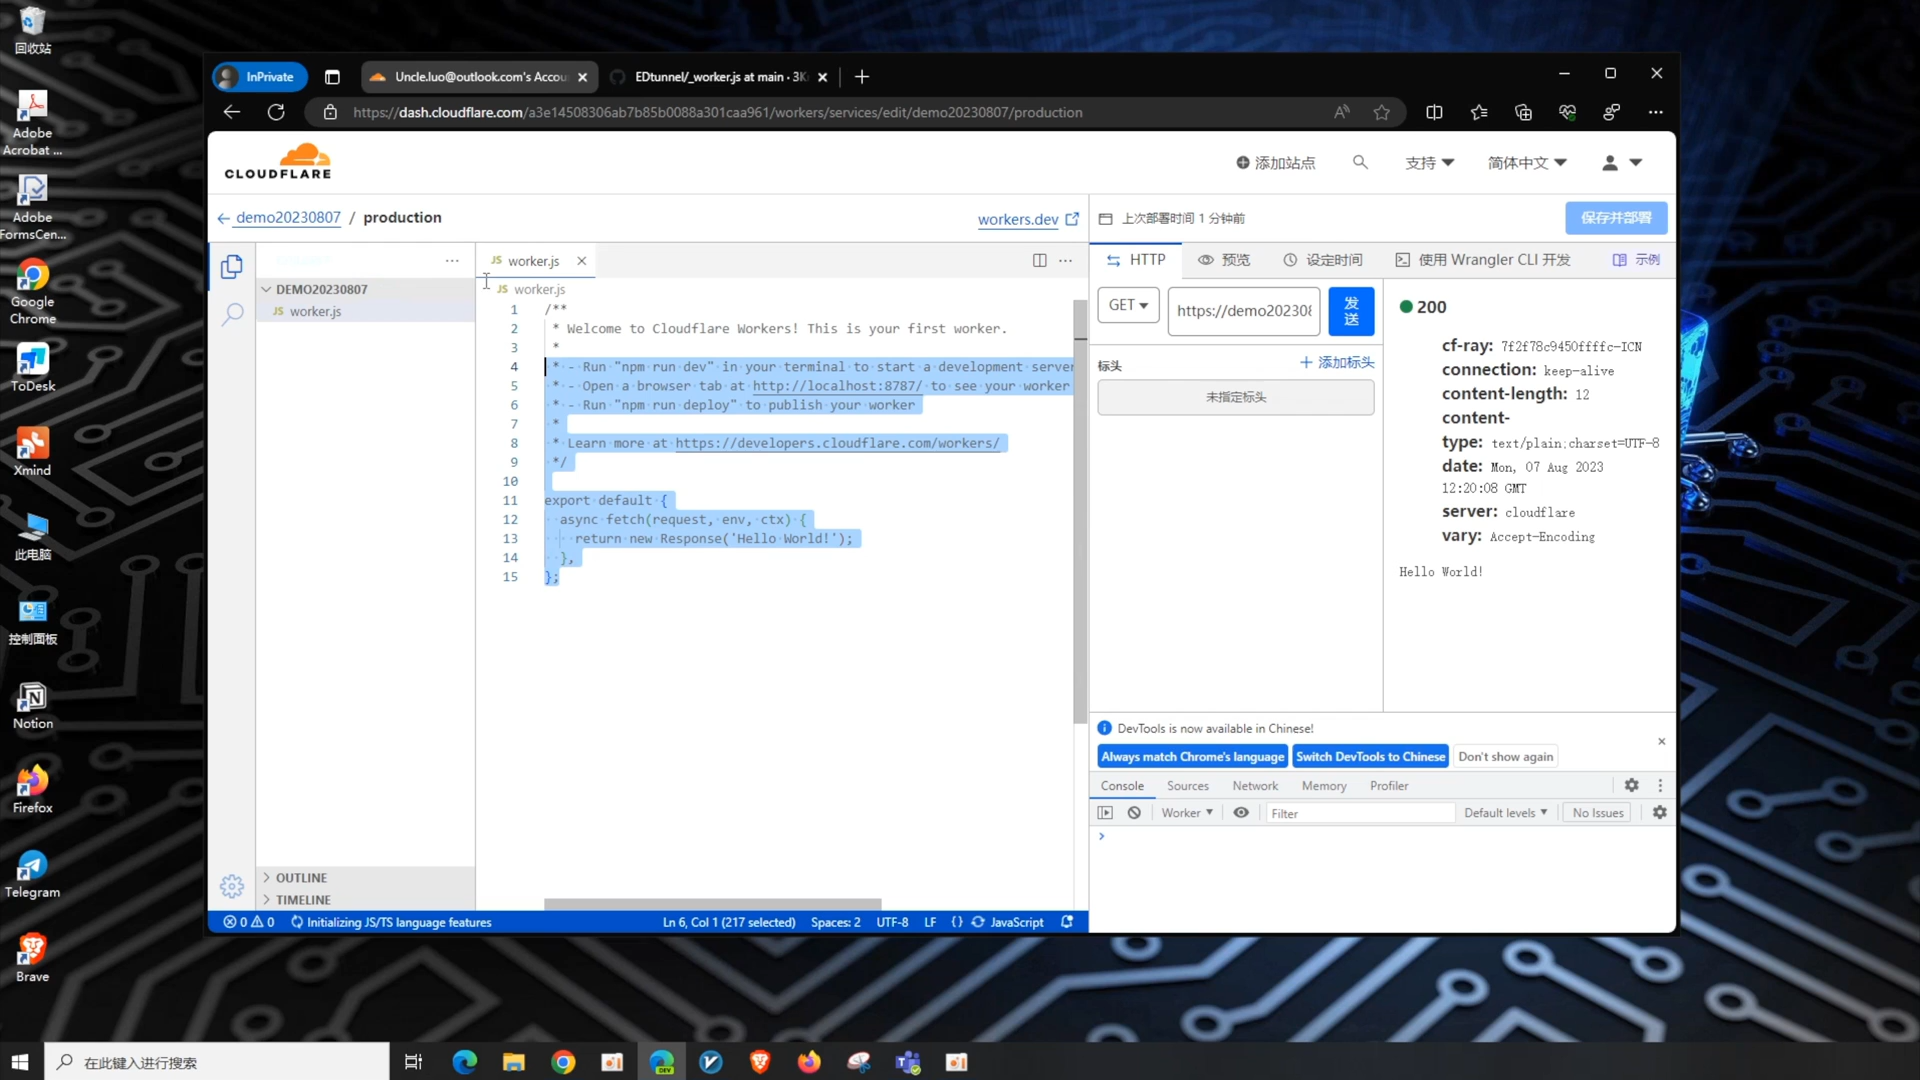 回收站
Adobe
Acrobat ...
Adobe
FormsCen...
Google
Chrome
ToDesk
Xmind
此电脑
控制面板
Notion
Firefox
Telegram
Brave
InPrivate
Uncle.luo@outlook.com's Accou
EDtunnel/_worker.js at main · 3K
https://dash.cloudflare.com/a3e14508306ab7b85b0088a301caa961/workers/services/edit/demo20230807/production
CLOUDFLARE
添加站点
支持
简体中文
demo20230807 / production
workers.dev
上次部署时间 1 分钟前
保存并部署
DEMO20230807
JS worker.js
JS worker.js
JS worker.js
1 /**
2 * Welcome to Cloudflare Workers! This is your first worker.
3 *
4 * - Run "npm run dev" in your terminal to start a development server
5 * - Open a browser tab at http://localhost:8787/ to see your worker
6 * - Run "npm run deploy" to publish your worker
7 *
8 * Learn more at https://developers.cloudflare.com/workers/
9 */
10
11 export default {
12 async fetch(request, env, ctx) {
13 return new Response('Hello World!');
14 },
15 };
OUTLINE
TIMELINE
0 0 Initializing JS/TS language features
Ln 6, Col 1 (217 selected) Spaces: 2 UTF-8 LF {} JavaScript
HTTP
预览
设定时间
使用 Wrangler CLI 开发
示例
GET
https://demo202308
发送
标头
+ 添加标头
未指定标头
200
cf-ray: 7f2f78c9450ffffc-ICN
connection: keep-alive
content-length: 12
content-
type: text/plain;charset=UTF-8
date: Mon, 07 Aug 2023
12:20:08 GMT
server: cloudflare
vary: Accept-Encoding
Hello World!
DevTools is now available in Chinese!
Always match Chrome's language
Switch DevTools to Chinese
Don't show again
Console Sources Network Memory Profiler
Worker
Filter
Default levels
No Issues
在此键入进行搜索
DEV